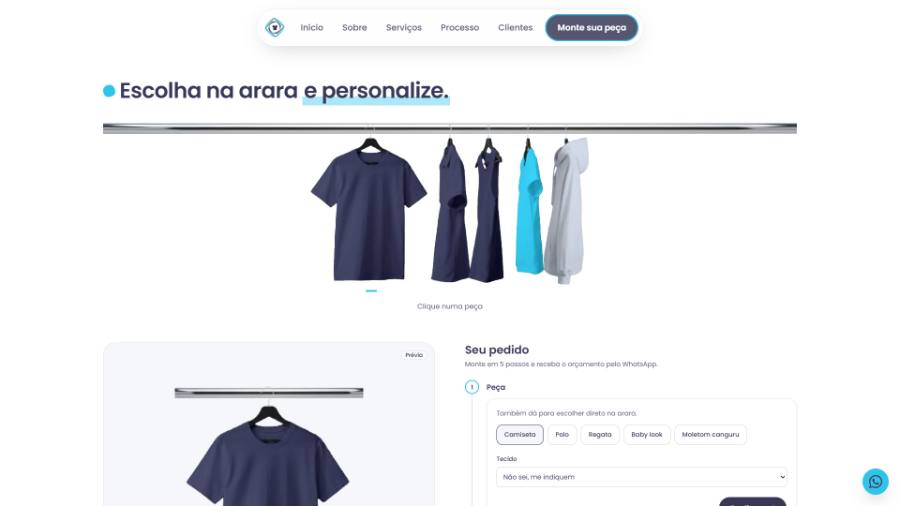 Início
Sobre
Serviços
Processo
Clientes
Monte sua peça
Escolha na arara e personalize.
Clique numa peça
Prévia
Seu pedido
Monte em 5 passos e receba o orçamento pelo WhatsApp.
1
Peça
Também dá para escolher direto na arara.
Camiseta
Polo
Regata
Baby look
Moletom canguru
Tecido
Não sei, me indiquem